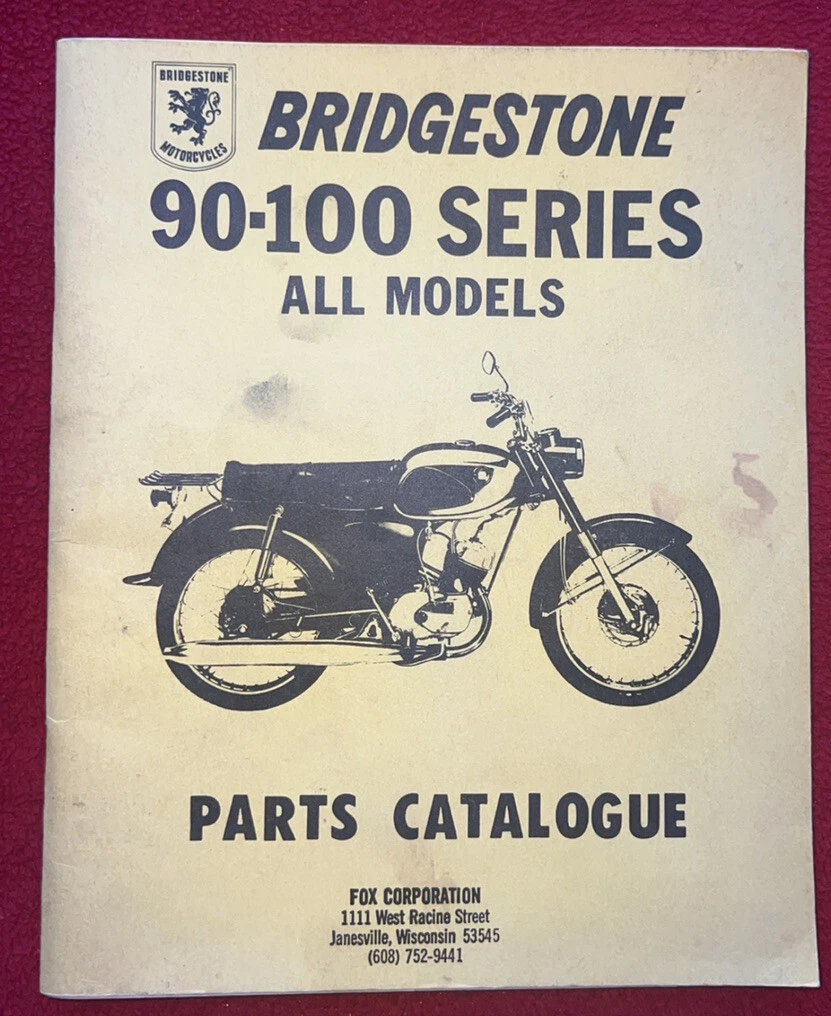 BRIDGESTONE
MOTORCYCLES
BRIDGESTONE
90-100 SERIES
ALL MODELS
PARTS CATALOGUE
FOX CORPORATION
1111 West Racine Street
Janesville, Wisconsin 53545
(608) 752-9441